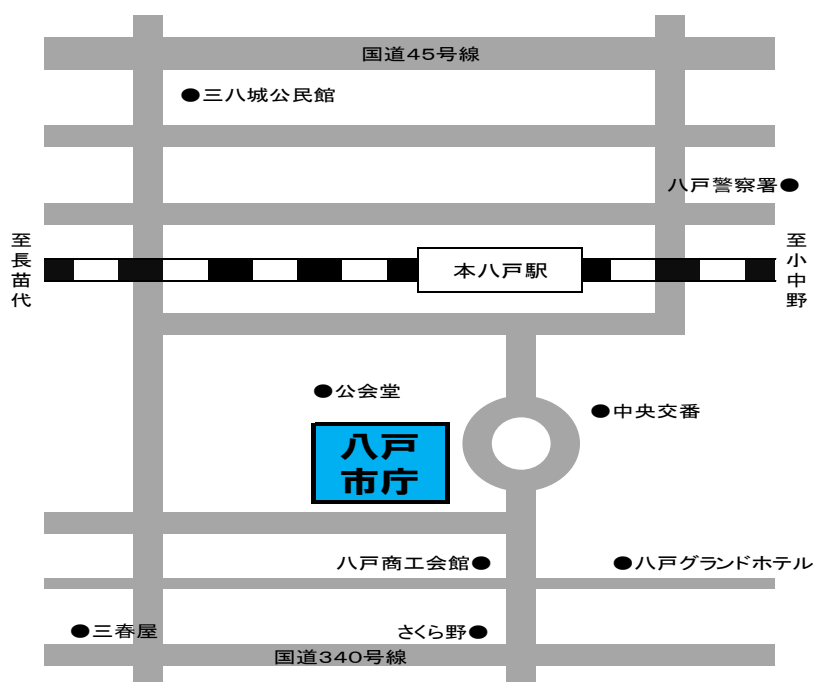 国道45号線
三八城公民館
八戸警察署
至長苗代
本八戸駅
至小中野
公会堂
中央交番
八戸
市庁
八戸商工会館
八戸グランドホテル
三春屋
さくら野
国道340号線